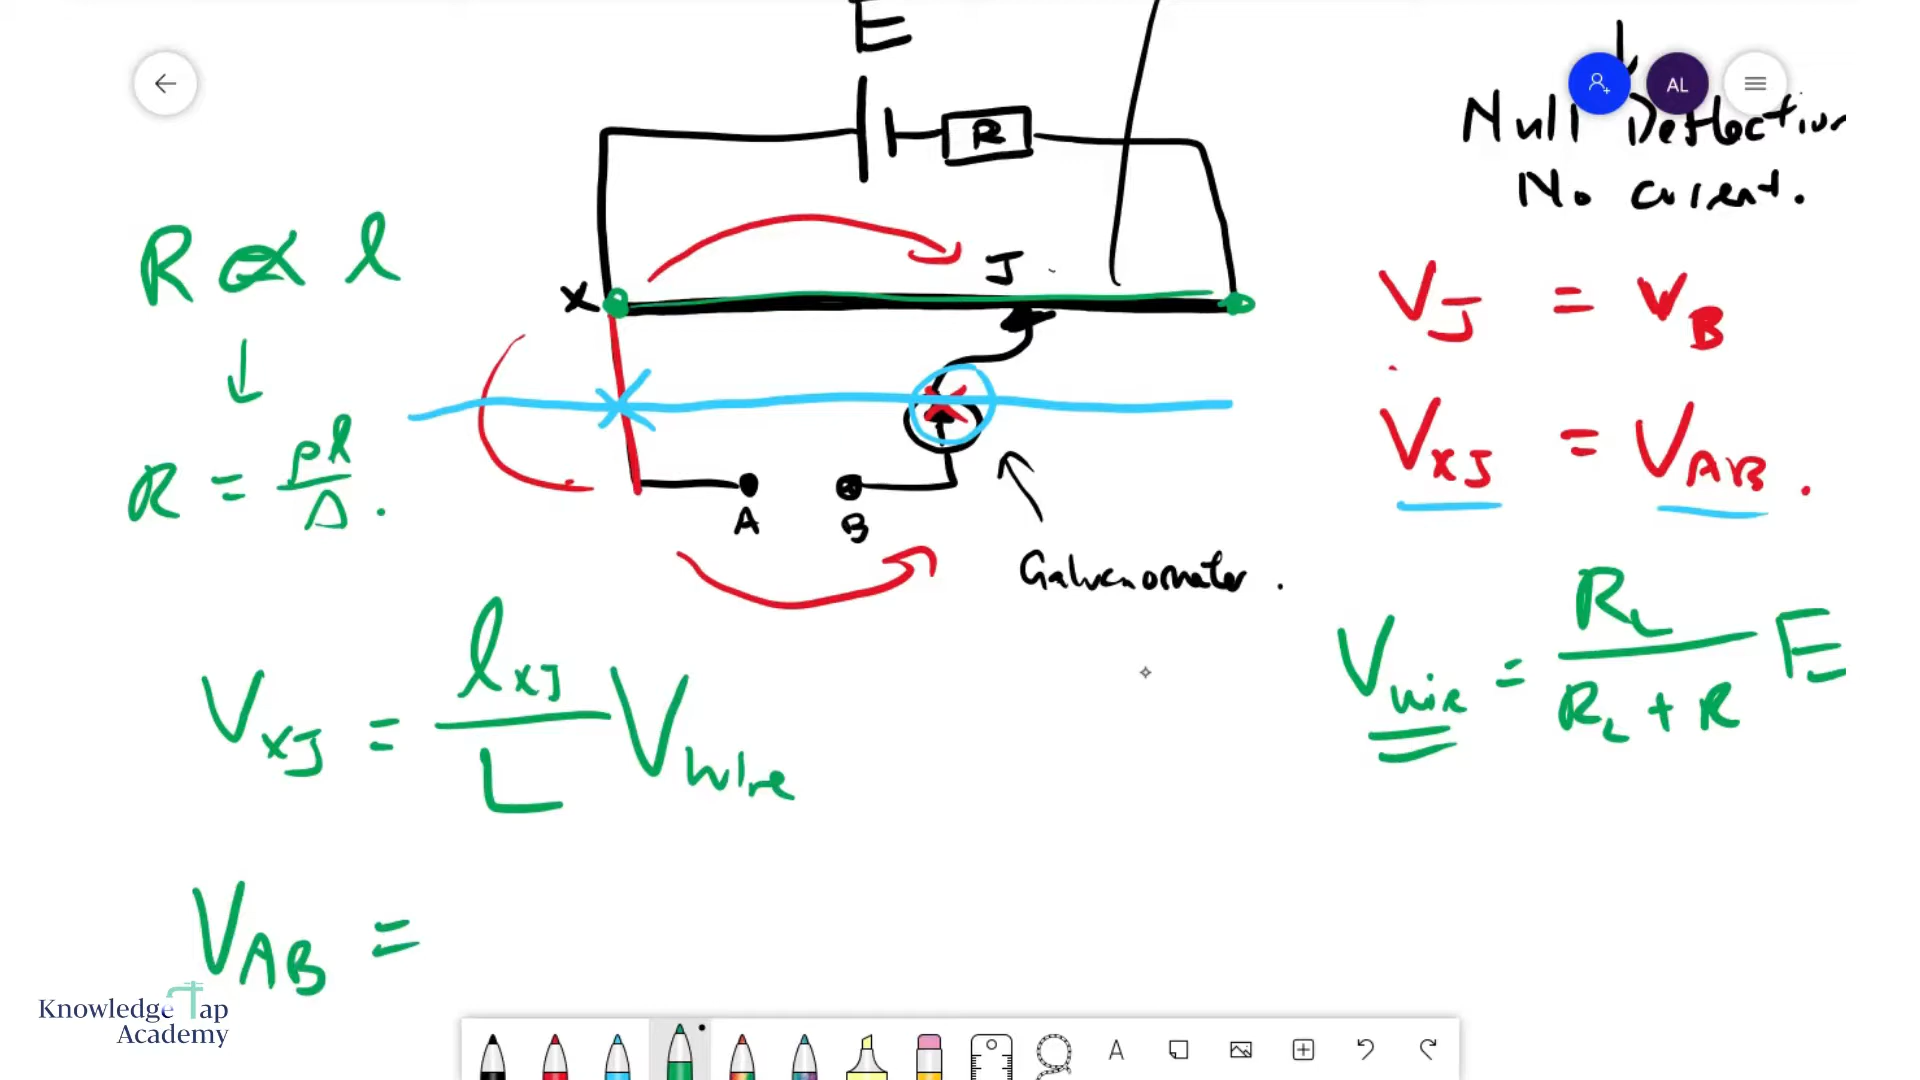 E
AL
Null Deflection
No current.
R
R ∝ l
J
X
V_J = V_B
V_XJ = V_AB.
R = ρl/A.
A B
Galvanometer.
V_XJ = l_XJ/L V_wire
V_wire = R_L/(R_L + R) E
V_AB =
Knowledge Tap
Academy
A